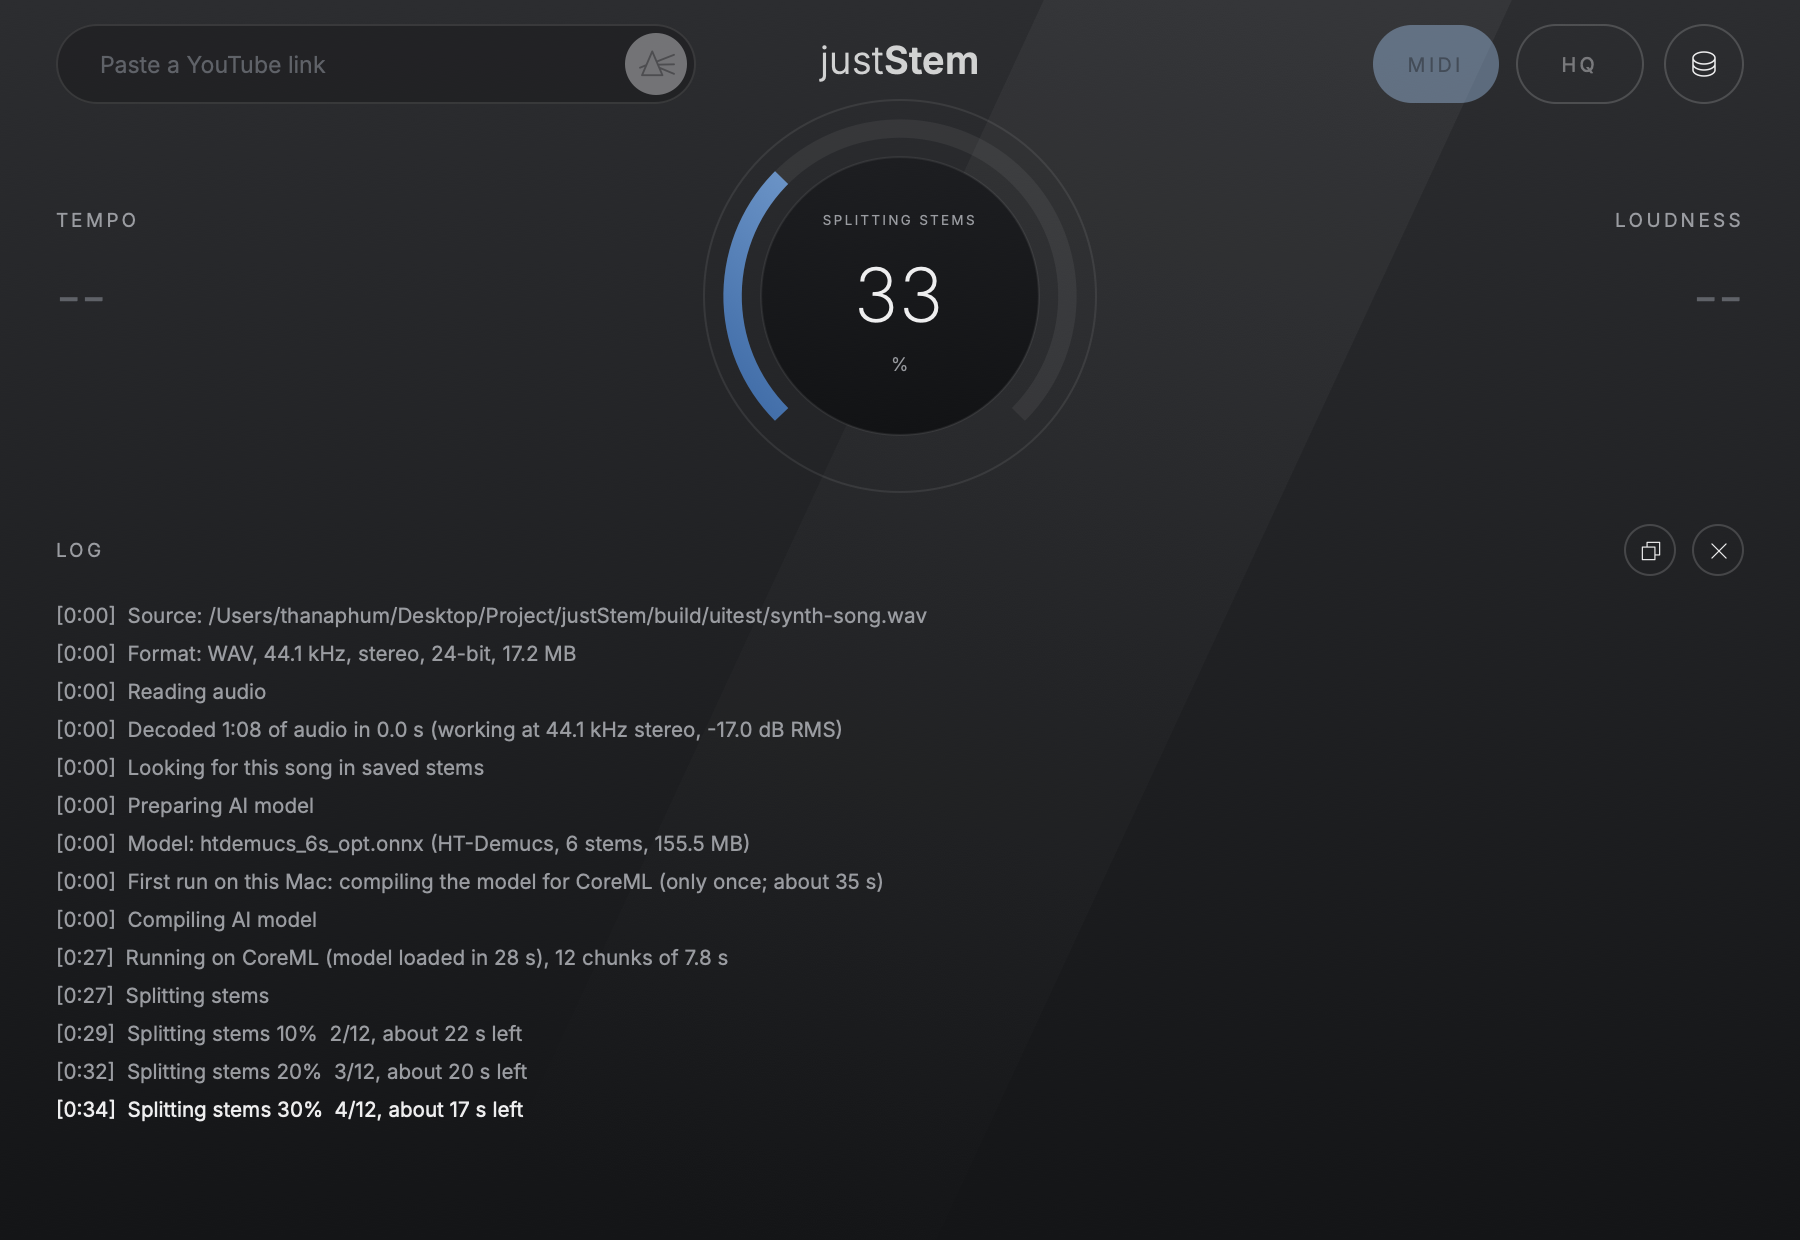 Paste a YouTube link
justStem
MIDI
HQ
TEMPO
--
SPLITTING STEMS
33
%
LOUDNESS
--
LOG
[0:00] Source: /Users/thanaphum/Desktop/Project/justStem/build/uitest/synth-song.wav
[0:00] Format: WAV, 44.1 kHz, stereo, 24-bit, 17.2 MB
[0:00] Reading audio
[0:00] Decoded 1:08 of audio in 0.0 s (working at 44.1 kHz stereo, -17.0 dB RMS)
[0:00] Looking for this song in saved stems
[0:00] Preparing AI model
[0:00] Model: htdemucs_6s_opt.onnx (HT-Demucs, 6 stems, 155.5 MB)
[0:00] First run on this Mac: compiling the model for CoreML (only once; about 35 s)
[0:00] Compiling AI model
[0:27] Running on CoreML (model loaded in 28 s), 12 chunks of 7.8 s
[0:27] Splitting stems
[0:29] Splitting stems 10%  2/12, about 22 s left
[0:32] Splitting stems 20%  3/12, about 20 s left
[0:34] Splitting stems 30%  4/12, about 17 s left